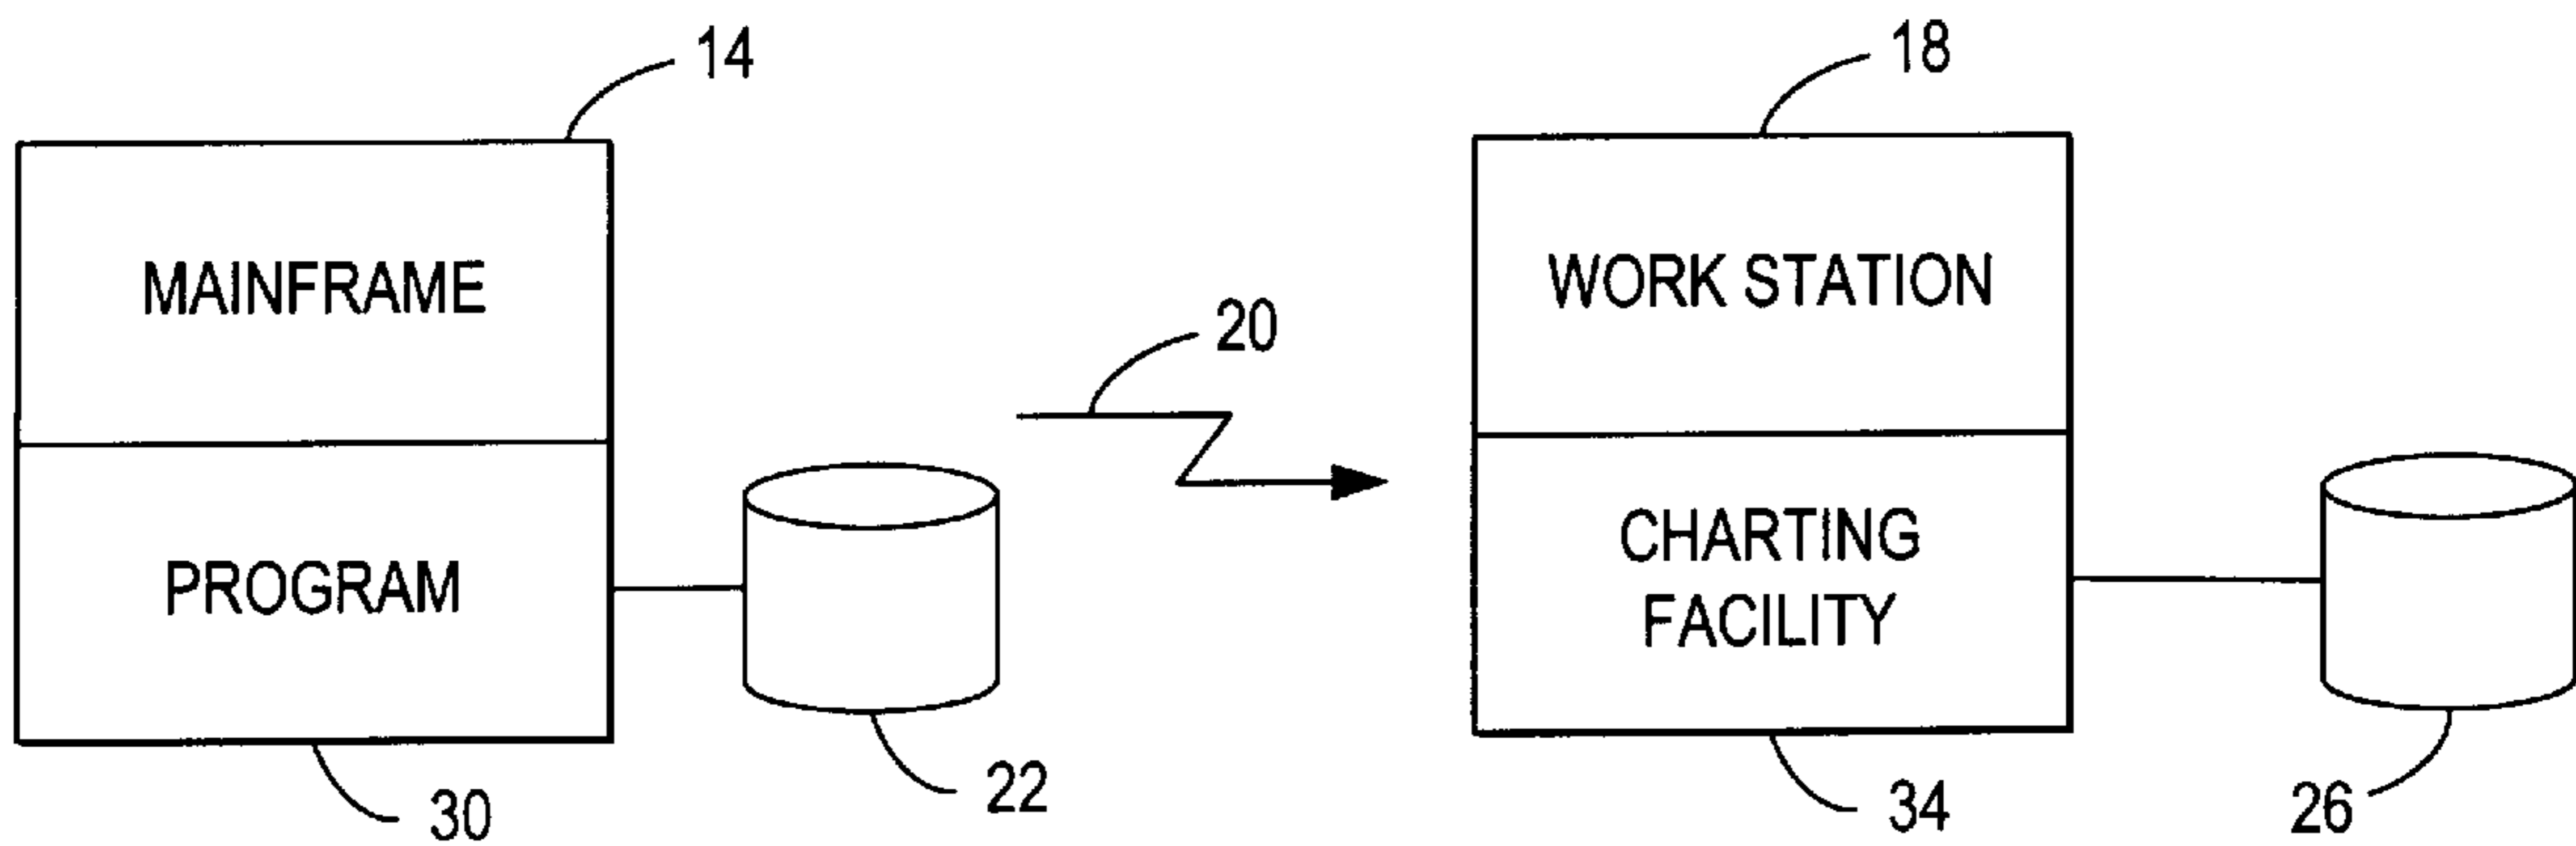 14
18
MAINFRAME
WORK STATION
20
PROGRAM
CHARTING
FACILITY
30
22
34
26